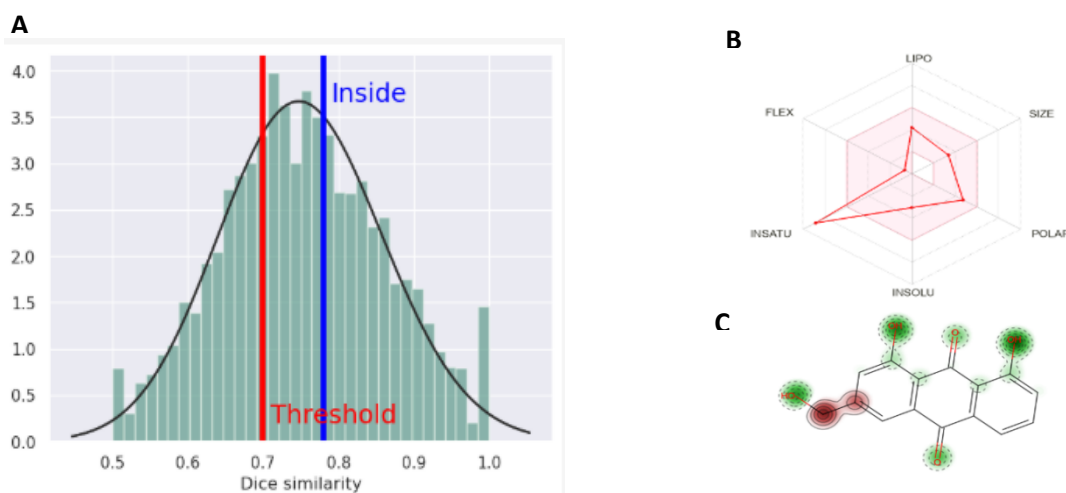 A
4.0
3.5
3.0
2.5
2.0
1.5
1.0
0.5
0.0
Inside
Threshold
0.5 0.6 0.7 0.8 0.9 1.0
Dice similarity
B
LIPO
FLEX SIZE
INSATU POLAR
INSOLU
C
O
O